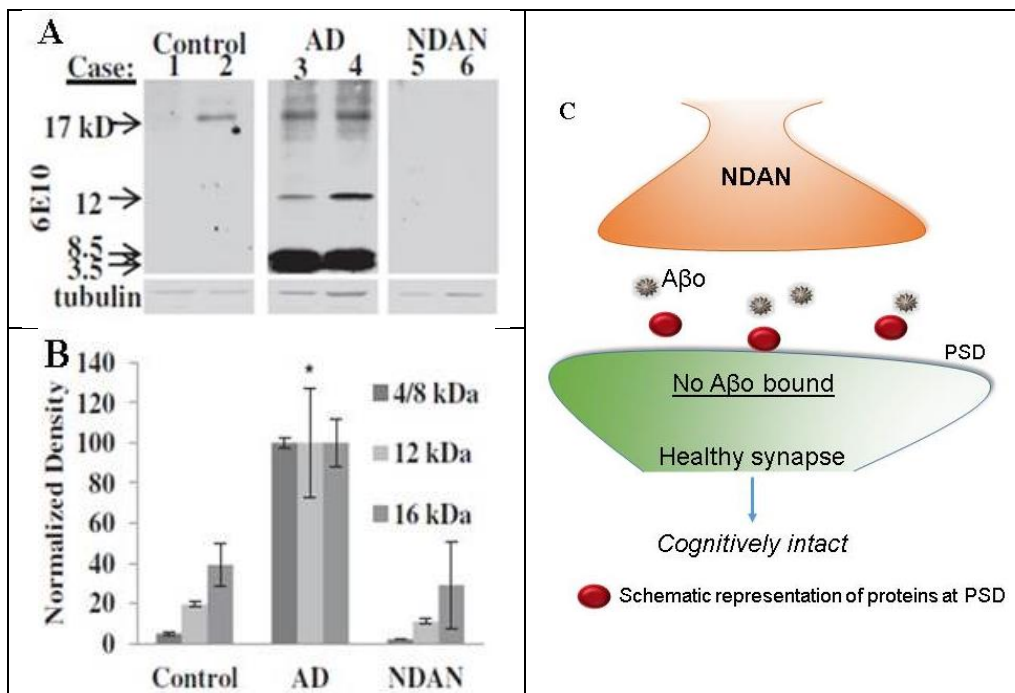 A
Control
AD
NDAN
Case: 1 2 3 4 5 6
17 kD
12
8.5
3.5
6E10
tubulin
B
140
120
100
80
60
40
20
0
Normalized Density
*
4/8 kDa
12 kDa
16 kDa
Control
AD
NDAN
C
NDAN
Aβo
PSD
No Aβo bound
Healthy synapse
Cognitively intact
Schematic representation of proteins at PSD